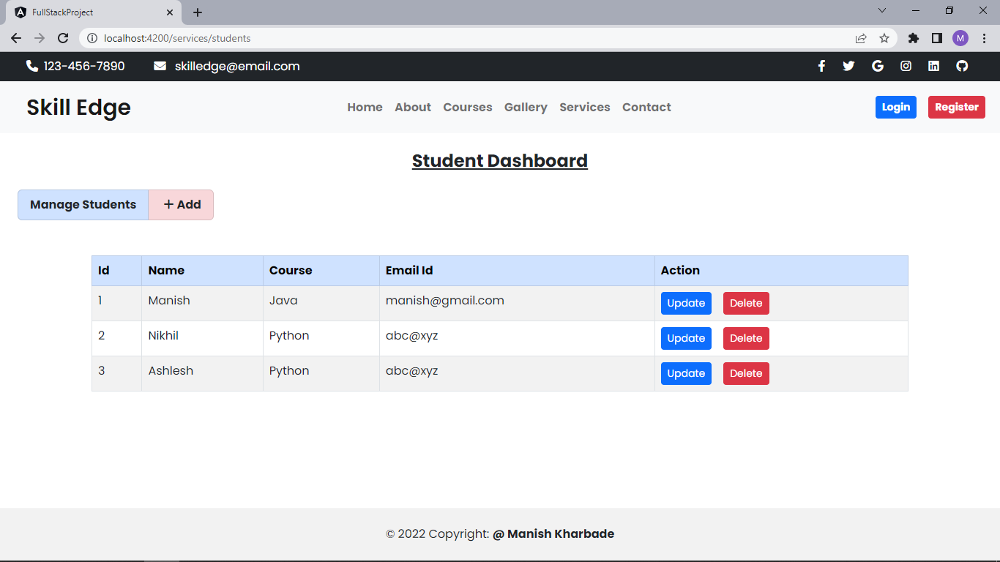 FullStackProject
localhost:4200/services/students
M
123-456-7890 skilledge@email.com
Skill Edge Home About Courses Gallery Services Contact Login Register
Student Dashboard
Manage Students + Add
Id Name Course Email Id Action
1 Manish Java manish@gmail.com Update Delete
2 Nikhil Python abc@xyz Update Delete
3 Ashlesh Python abc@xyz Update Delete
© 2022 Copyright: @ Manish Kharbade